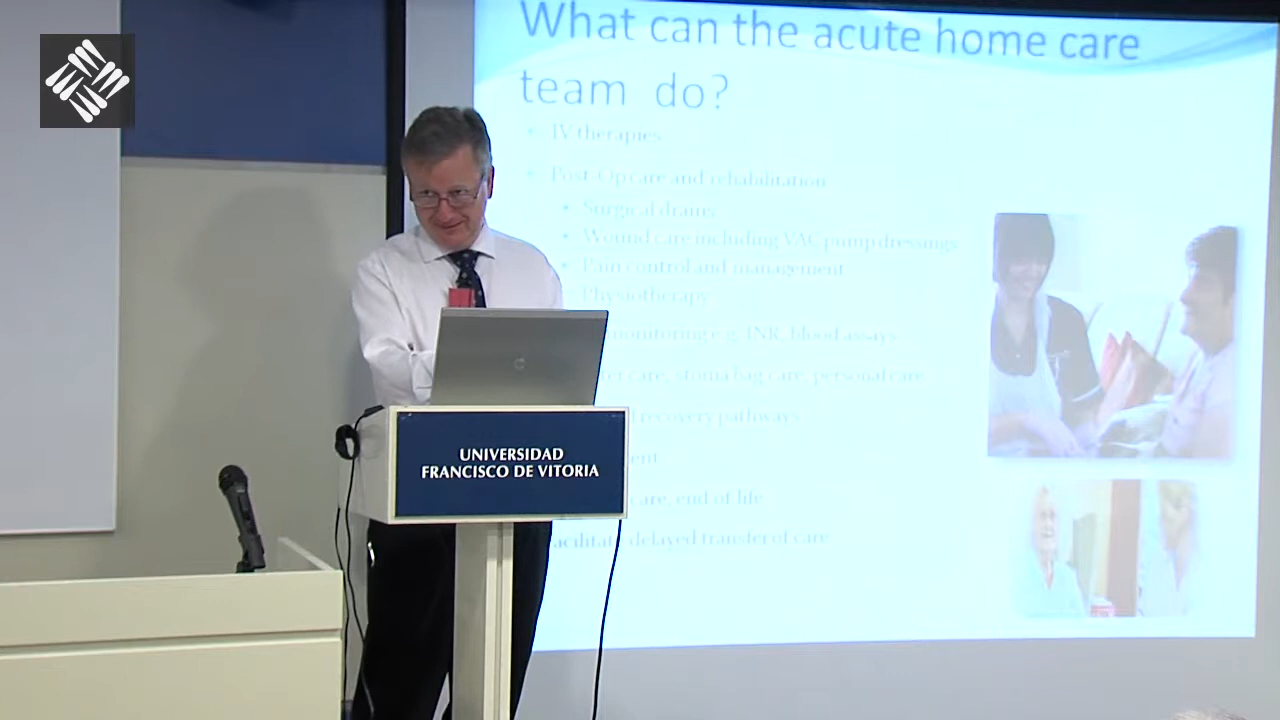 What can the acute home care
team do?
IV therapies
Post-Op care and rehabilitation
Surgical drains
Wound care including VAC pump dressings
Pain control and management
Physiotherapy
monitoring e.g. INR, blood assays
care, stoma bag care, personal care
recovery pathways
care, end of life
delayed transfer of care
UNIVERSIDAD
FRANCISCO DE VITORIA